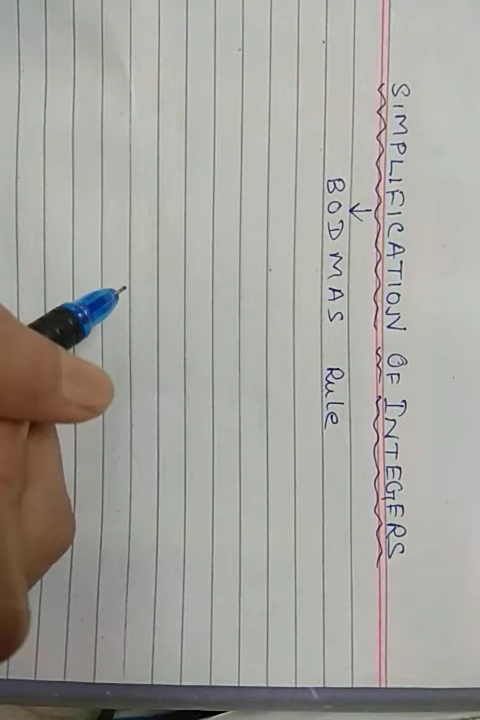 SIMPLIFICATION OF INTEGERS
↓
BODMAS Rule